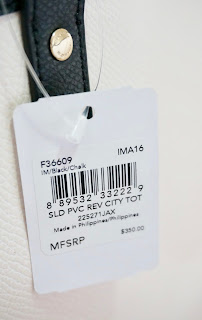 F36609 IMA16
IM/Black/Chalk
8 89532 33222 9
SLD PVC REV CITY TOT
225271JAX
Made in Philippines/Philippines
MFSRP $350.00